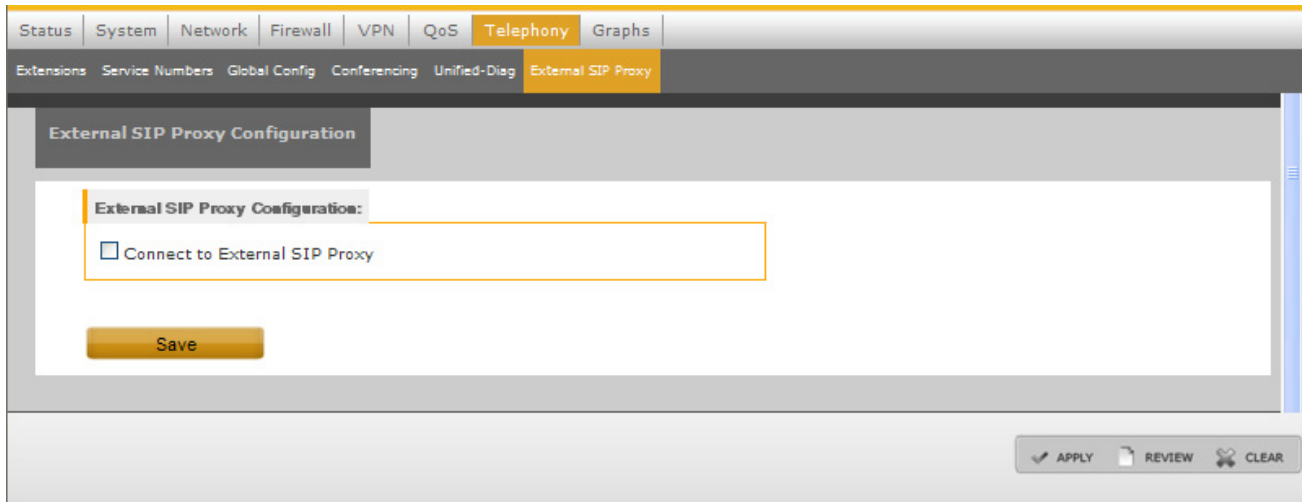 Status System Network Firewall VPN QoS Telephony Graphs
Extensions Service Numbers Global Config Conferencing Unified-Diag External SIP Proxy
External SIP Proxy Configuration
External SIP Proxy Configuration:
Connect to External SIP Proxy
Save
APPLY REVIEW CLEAR